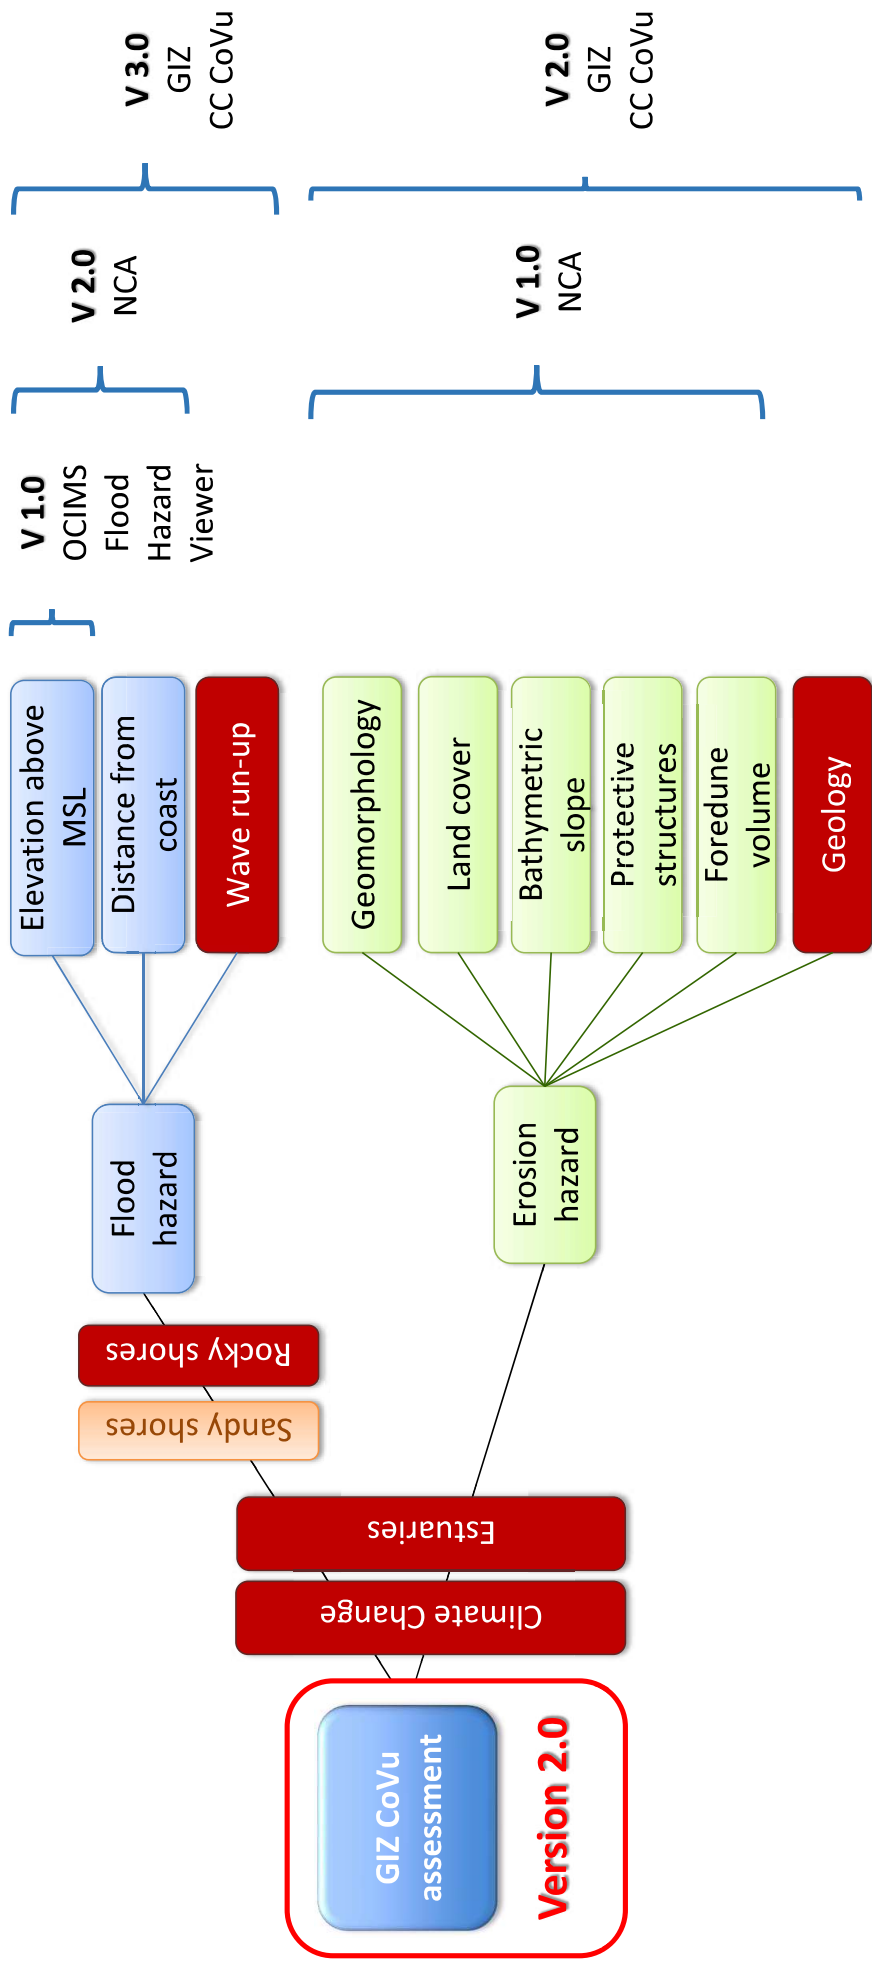 GIZ CoVu
assessment
Version 2.0
Climate Change
Estuaries
Sandy shores
Rocky shores
Flood
hazard
Elevation above
MSL
Distance from
coast
Wave run-up
V 1.0
OCIMS
Flood
Hazard
Viewer
V 2.0
NCA
V 3.0
GIZ
CC CoVu
Erosion
hazard
Geomorphology
Land cover
Bathymetric
slope
Protective
structures
Foredune
volume
Geology
V 1.0
NCA
V 2.0
GIZ
CC CoVu